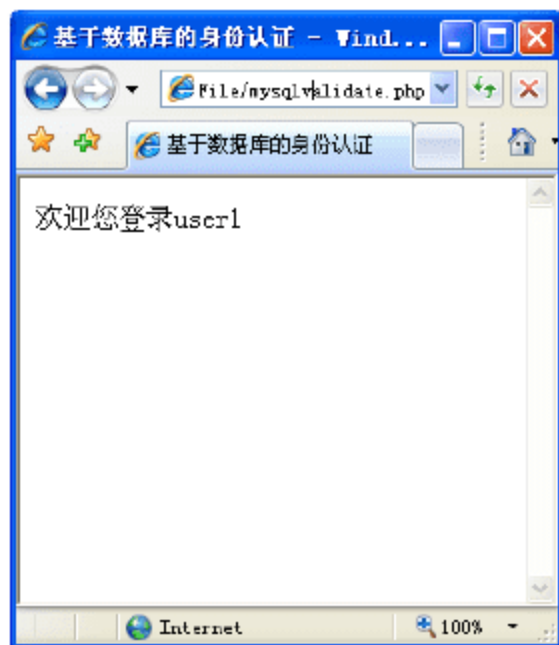 基于数据库的身份认证 - Wind...
File/mysqlvalidate.php
基于数据库的身份认证
欢迎您登录user1
Internet
100%